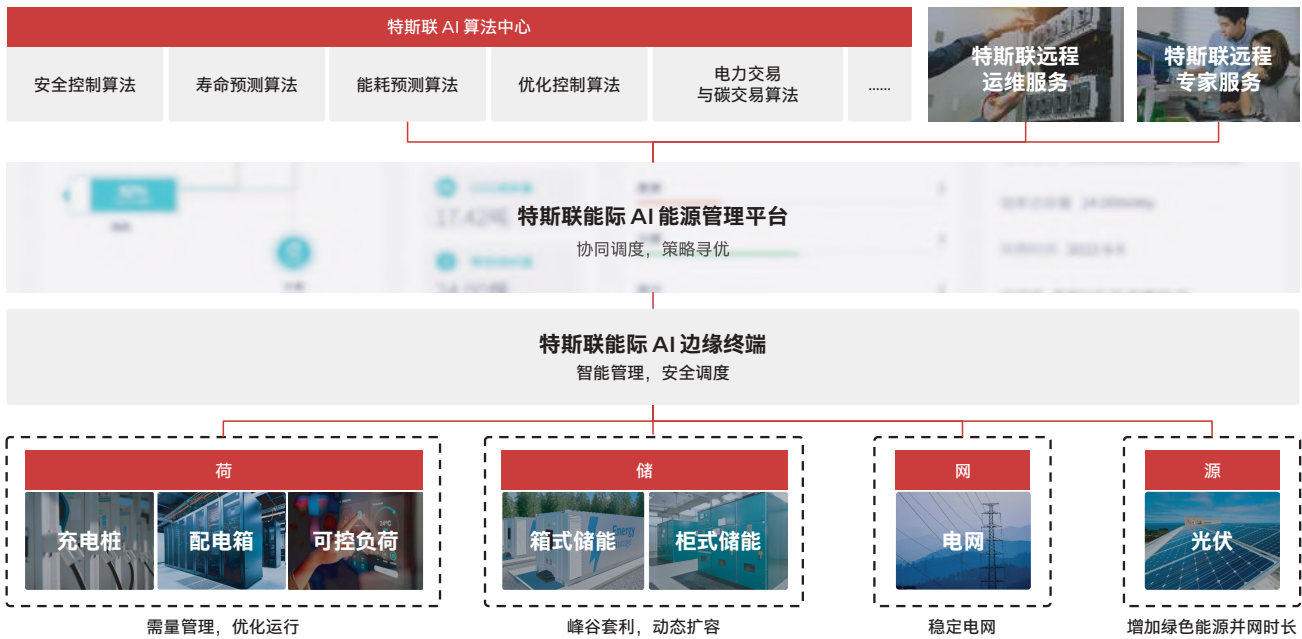 特斯联 AI 算法中心
安全控制算法
寿命预测算法
能耗预测算法
优化控制算法
电力交易
与碳交易算法
......
特斯联远程
运维服务
特斯联远程
专家服务
特斯联能际 AI 能源管理平台
协同调度，策略寻优
特斯联能际 AI 边缘终端
智能管理，安全调度
荷
充电桩
配电箱
可控负荷
需量管理，优化运行
储
箱式储能
柜式储能
峰谷套利，动态扩容
网
电网
稳定电网
源
光伏
增加绿色能源并网时长